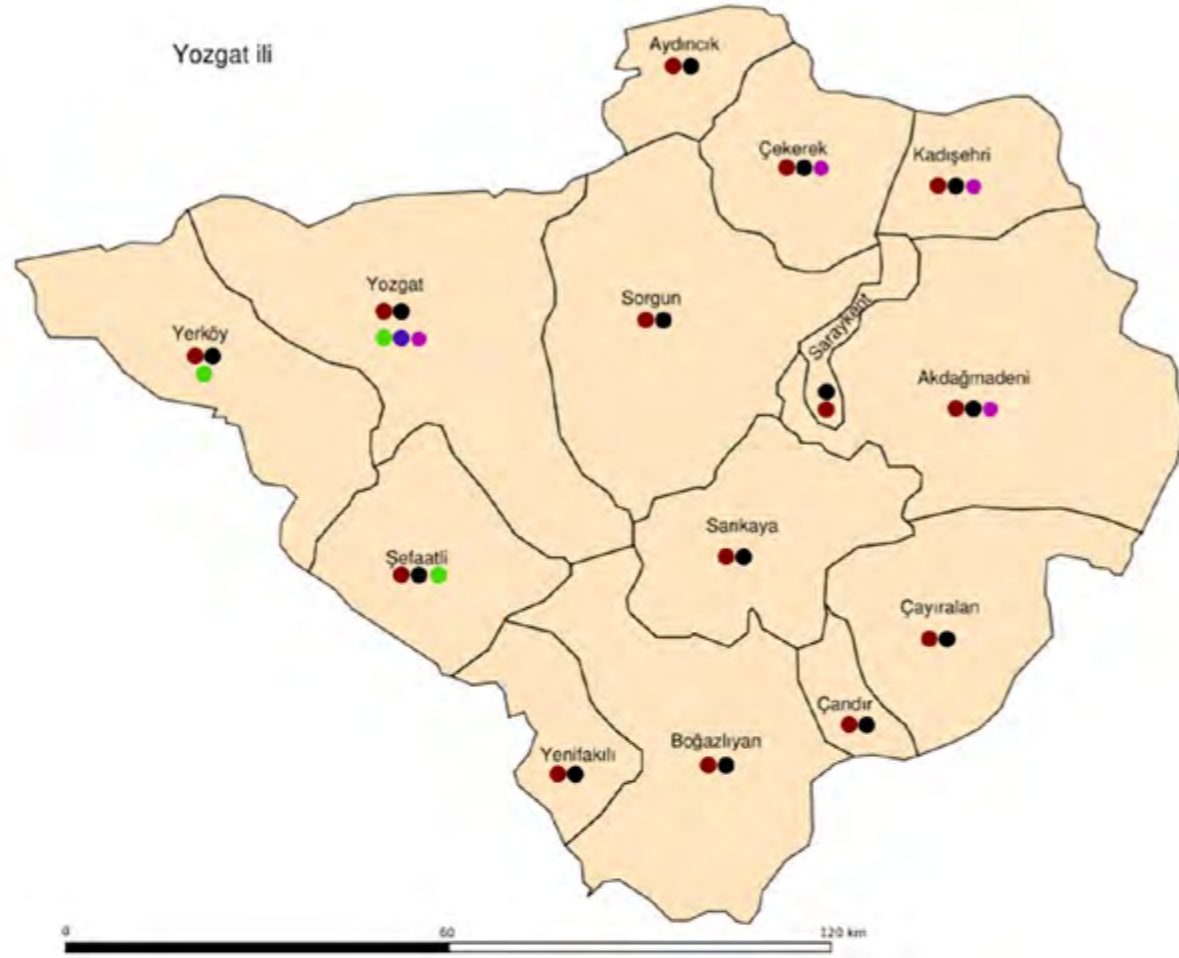 Yozgat ili
Aydıncık
Çekerek
Kadışehri
Yozgat
Sorgun
Saraykent
Yerköy
Akdağmadeni
Sarıkaya
Şefaatli
Çayıralan
Çandır
Boğazlıyan
Yenifakılı
0 60 120 km